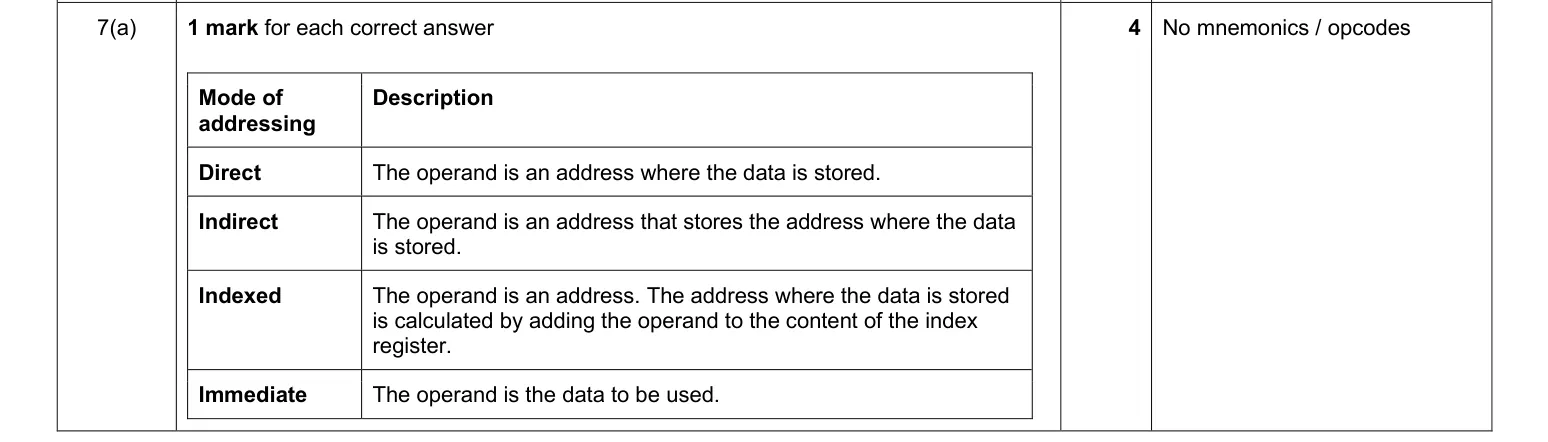 7(a) 1 mark for each correct answer 4 No mnemonics / opcodes
Mode of addressing Description
Direct The operand is an address where the data is stored.
Indirect The operand is an address that stores the address where the data
is stored.
Indexed The operand is an address. The address where the data is stored
is calculated by adding the operand to the content of the index
register.
Immediate The operand is the data to be used.